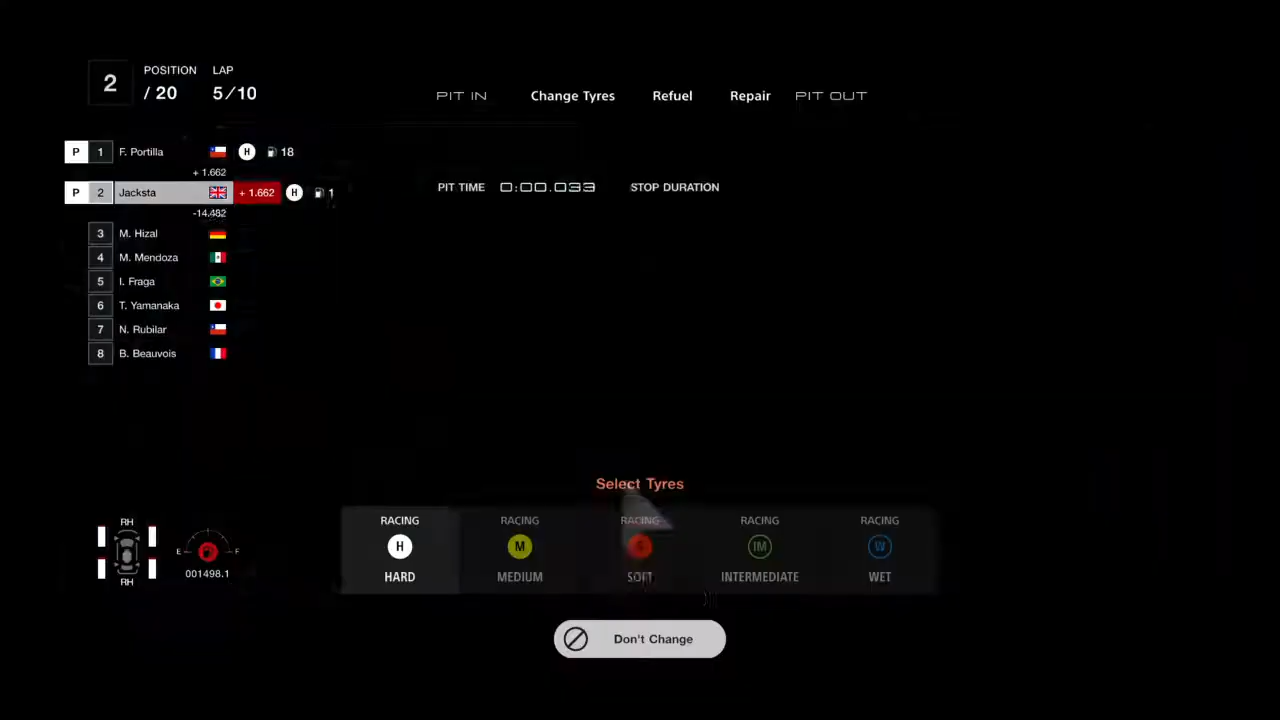 2 POSITION LAP
/ 20 5/10
PIT IN Change Tyres Refuel Repair PIT OUT
P 1 F. Portilla H 18
+ 1.662
P 2 Jacksta + 1.662 H 1
-14.482
3 M. Hizal
4 M. Mendoza
5 I. Fraga
6 T. Yamanaka
7 N. Rubilar
8 B. Beauvois
PIT TIME 0:00.033 STOP DURATION
Select Tyres
RACING RACING RACING RACING RACING
H M S IM W
HARD MEDIUM SOFT INTERMEDIATE WET
Don't Change
RH
E F
001498.1
RH